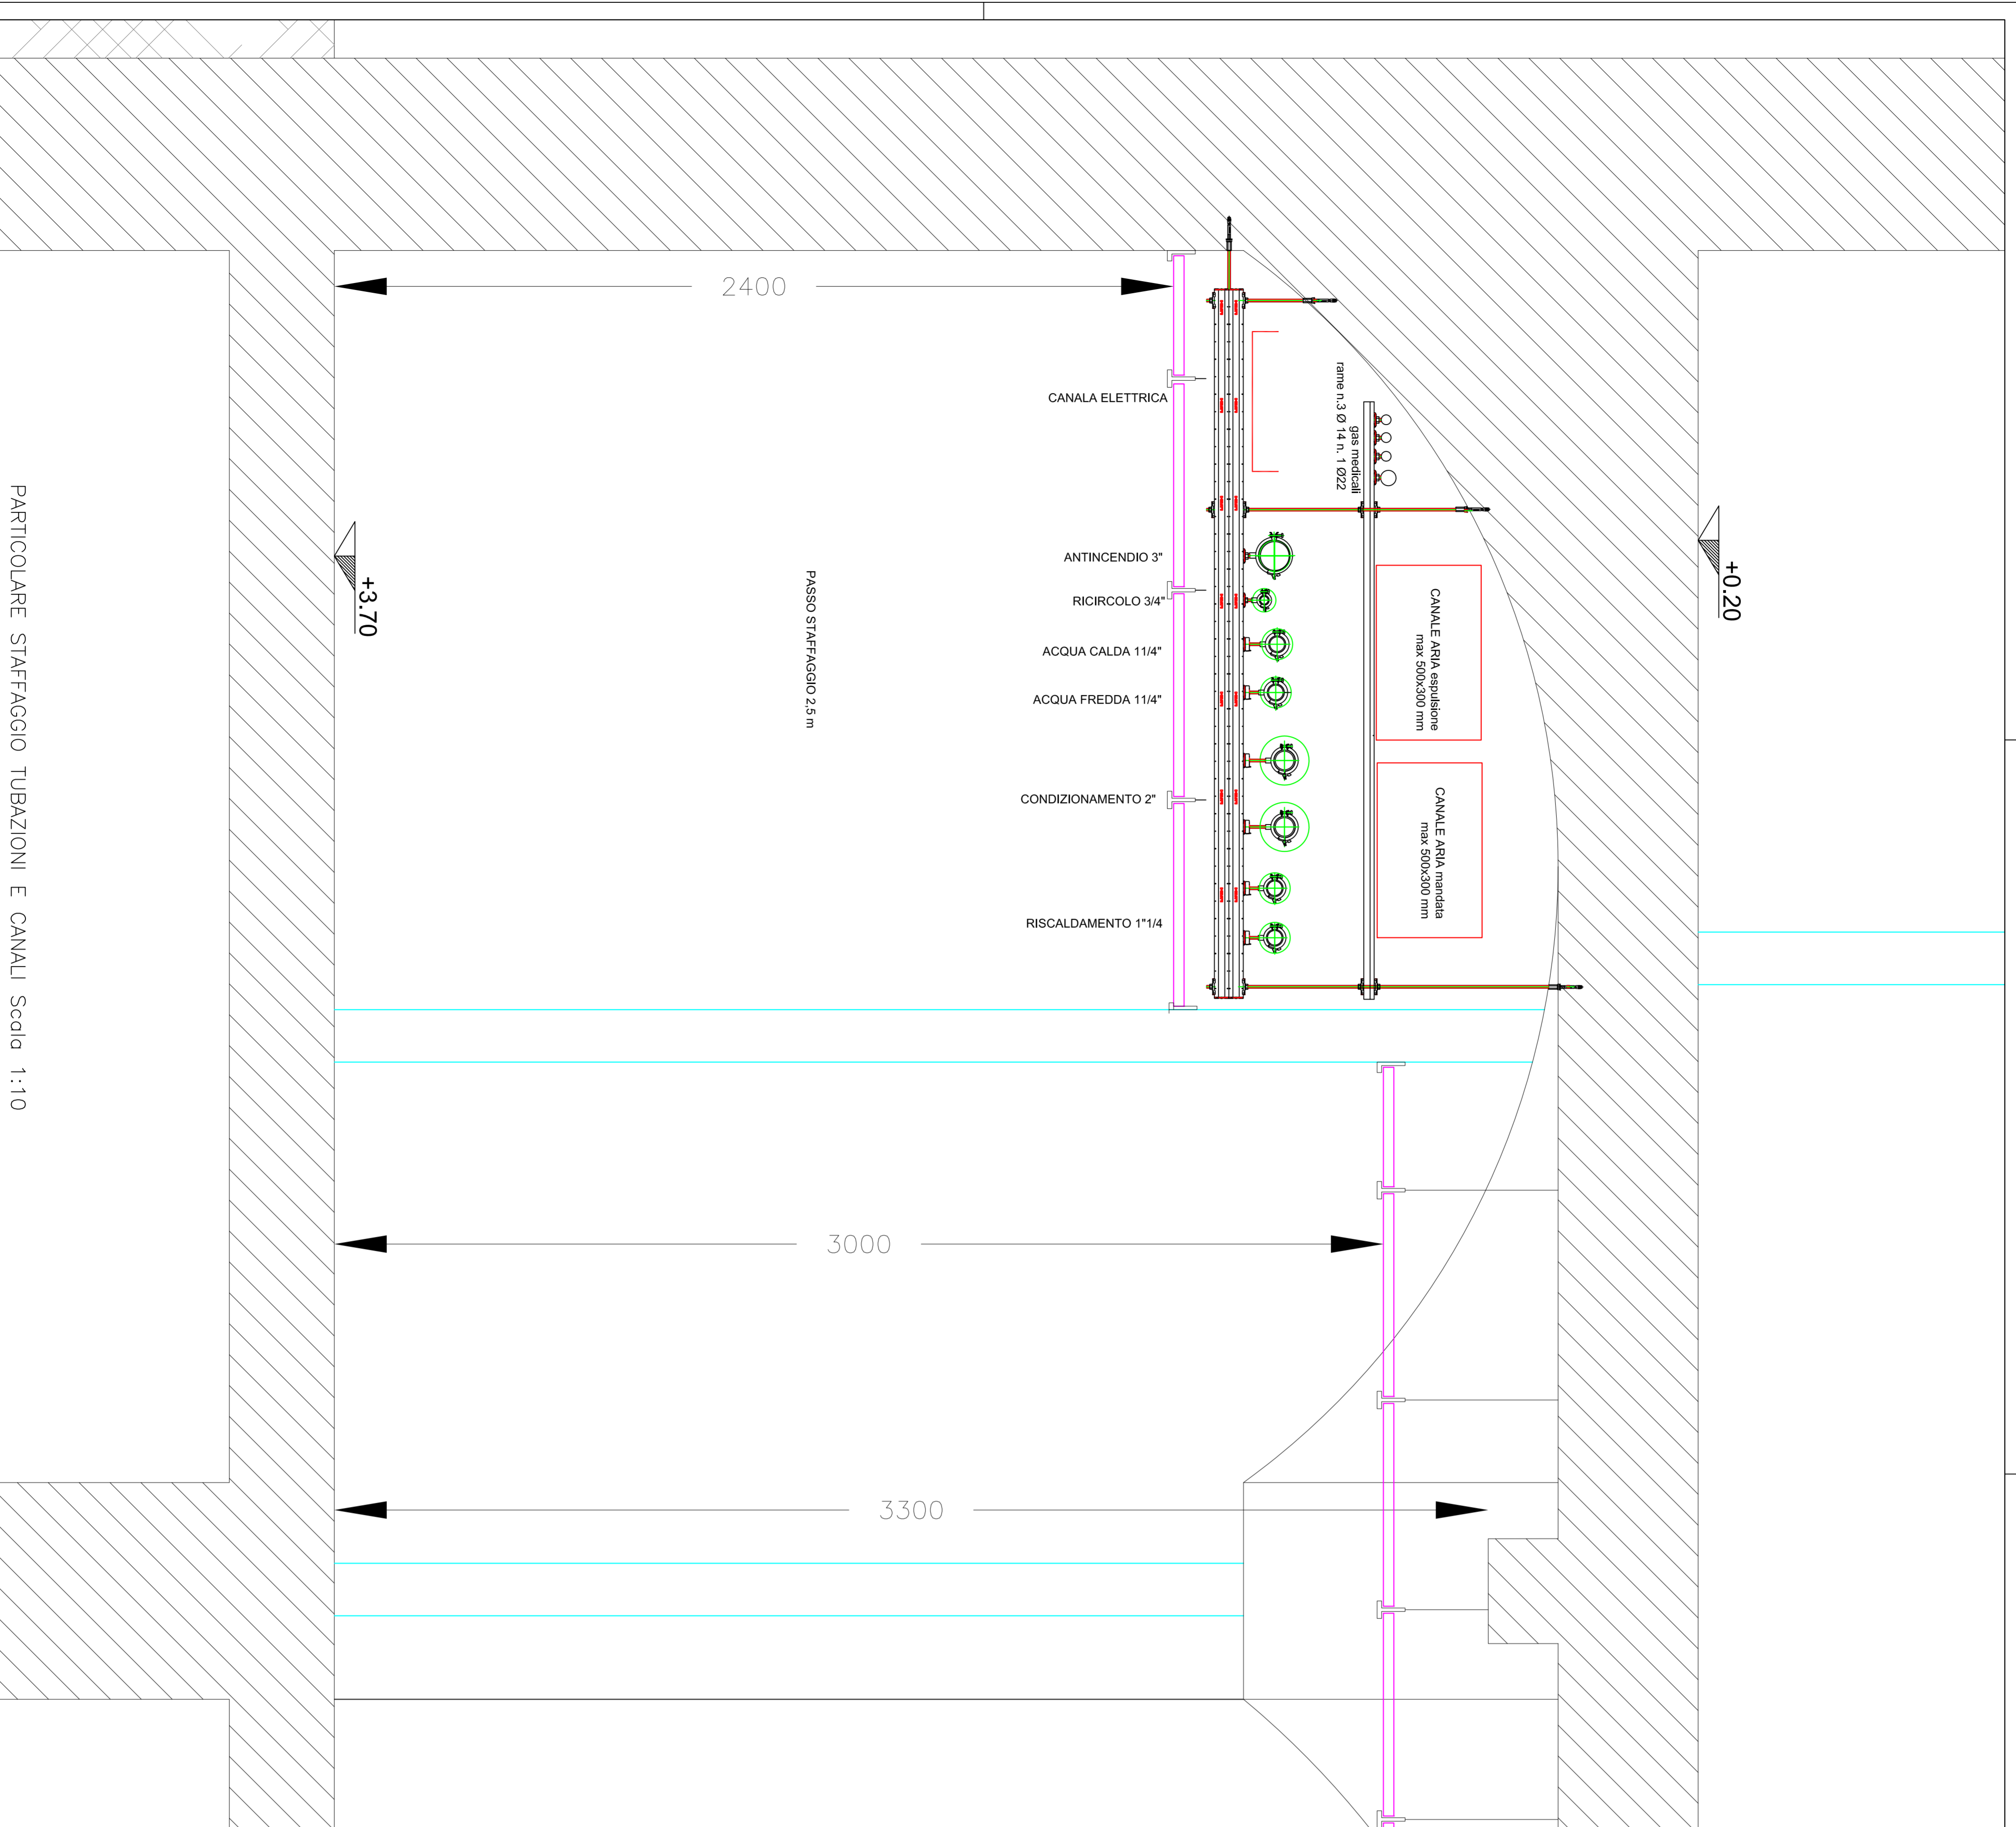 PARTICOLARE STAFFAGGIO TUBAZIONI E CANALI Scala 1:10
+3.70
+0.20
2400
3000
3300
PASSO STAFFAGGIO 2,5 m
CANALA ELETTRICA
ANTINCENDIO 3"
RICIRCOLO 3/4"
ACQUA CALDA 11/4"
ACQUA FREDDA 11/4"
CONDIZIONAMENTO 2"
RISCALDAMENTO 1"1/4
gas medicali
rame n.3 Ø 14 n. 1 Ø22
CANALE ARIA espulsione
max 500x300 mm
CANALE ARIA mandata
max 500x300 mm